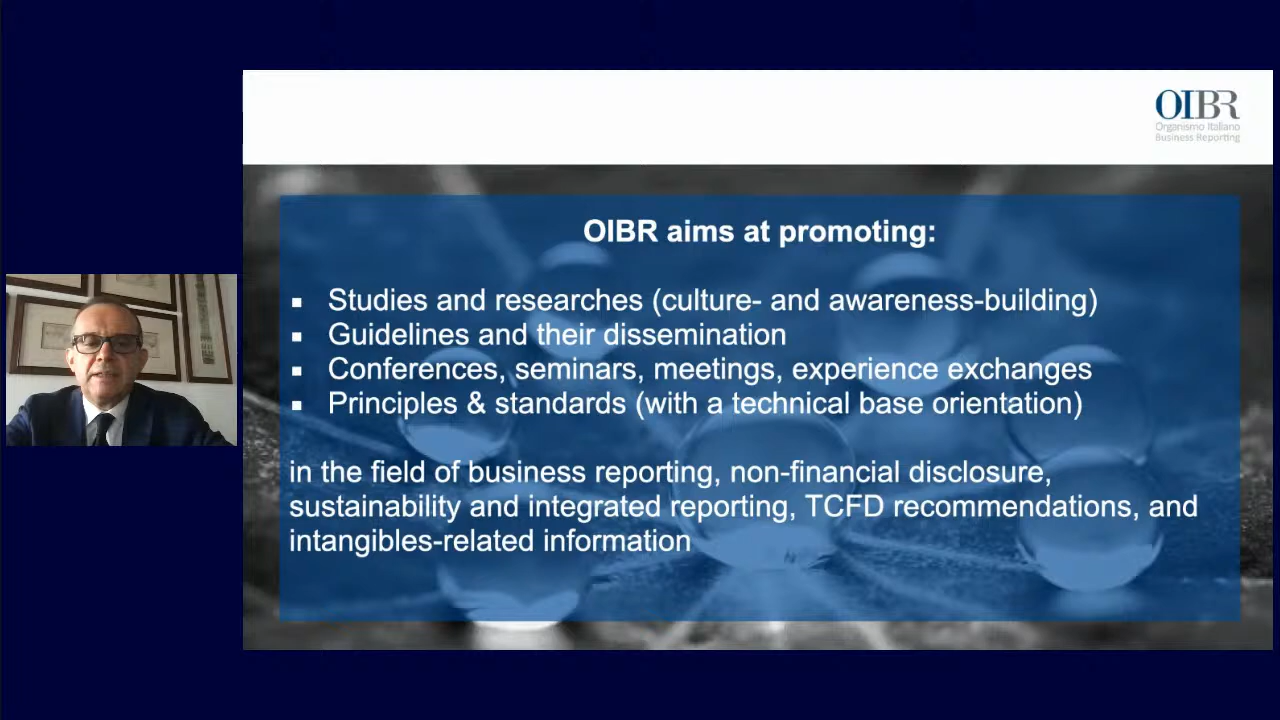 OIBR
Organismo Italiano
Business Reporting
OIBR aims at promoting:
▪ Studies and researches (culture- and awareness-building)
▪ Guidelines and their dissemination
▪ Conferences, seminars, meetings, experience exchanges
▪ Principles & standards (with a technical base orientation)
in the field of business reporting, non-financial disclosure,
sustainability and integrated reporting, TCFD recommendations, and
intangibles-related information